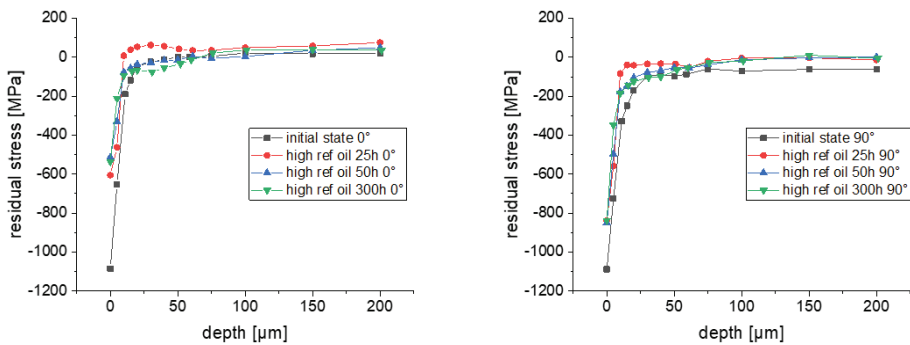 200
0
-200
-400
-600
-800
-1000
-1200
residual stress [MPa]
initial state 0°
high ref oil 25h 0°
high ref oil 50h 0°
high ref oil 300h 0°
0 50 100 150 200
depth [µm]
200
0
-200
-400
-600
-800
-1000
-1200
residual stress [MPa]
initial state 90°
high ref oil 25h 90°
high ref oil 50h 90°
high ref oil 300h 90°
0 50 100 150 200
depth [µm]